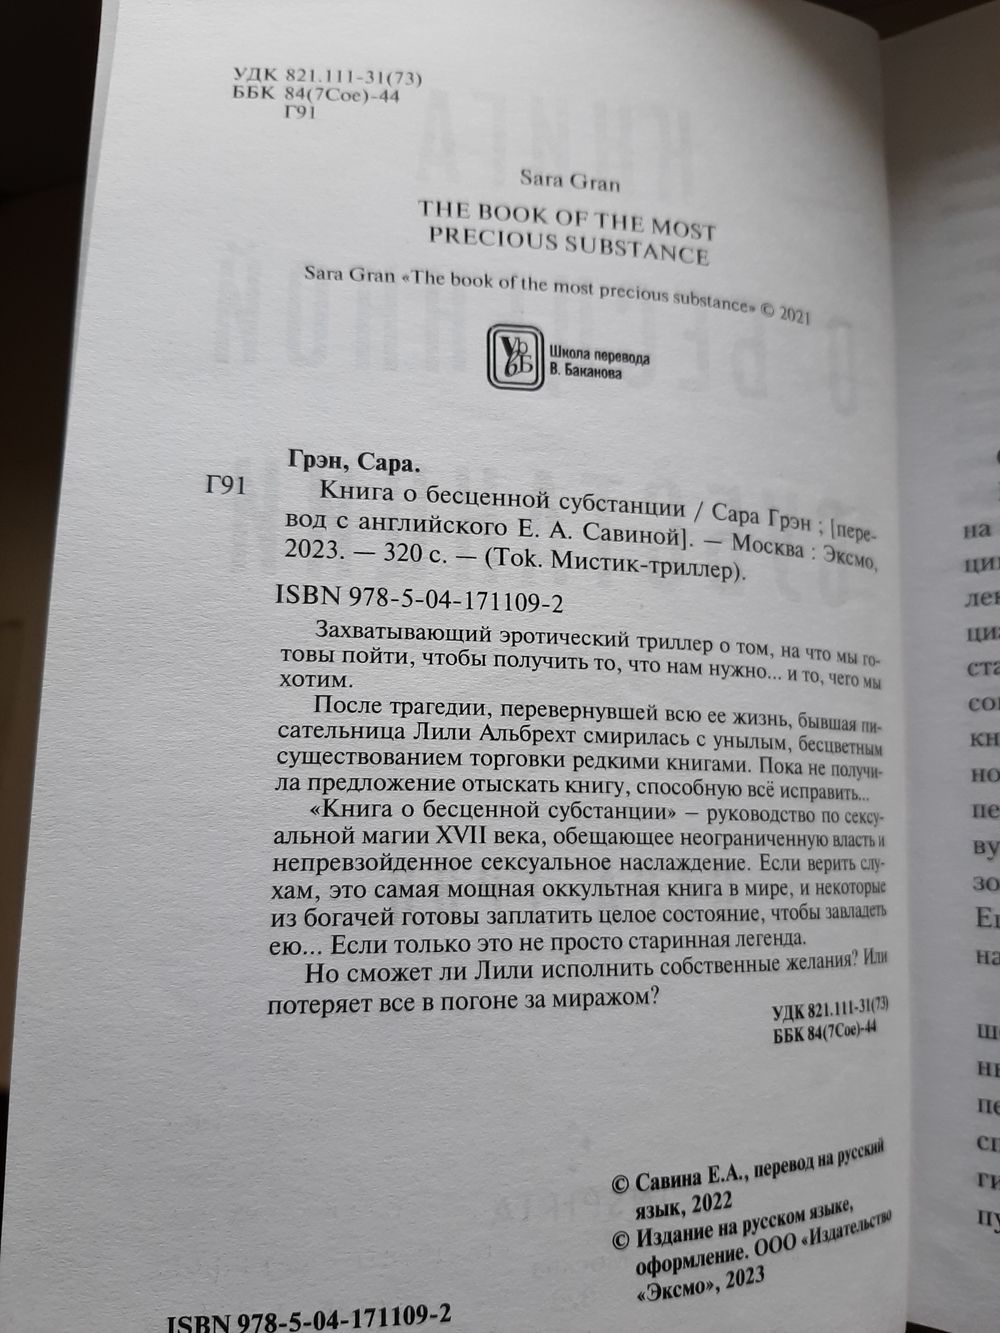 УДК 821.111-31(73)
ББК 84(7Сое)-44
Г91
Sara Gran
THE BOOK OF THE MOST
PRECIOUS SUBSTANCE
Sara Gran «The book of the most precious substance» © 2021
Школа перевода
В. Баканова
Грэн, Сара.
Г91 Книга о бесценной субстанции / Сара Грэн ; [пере-
вод с английского Е. А. Савиной]. — Москва : Эксмо,
2023. — 320 с. — (Tok. Мистик-триллер).
ISBN 978-5-04-171109-2
Захватывающий эротический триллер о том, на что мы го-
товы пойти, чтобы получить то, что нам нужно... и то, чего мы
хотим.
После трагедии, перевернувшей всю ее жизнь, бывшая пи-
сательница Лили Альбрехт смирилась с унылым, бесцветным
существованием торговки редкими книгами. Пока не получи-
ла предложение отыскать книгу, способную всё исправить...
«Книга о бесценной субстанции» – руководство по сексу-
альной магии XVII века, обещающее неограниченную власть и
непревзойденное сексуальное наслаждение. Если верить слу-
хам, это самая мощная оккультная книга в мире, и некоторые
из богачей готовы заплатить целое состояние, чтобы завладеть
ею... Если только это не просто старинная легенда.
Но сможет ли Лили исполнить собственные желания? Или
потеряет все в погоне за миражом?
УДК 821.111-31(73)
ББК 84(7Сое)-44
© Савина Е.А., перевод на русский
язык, 2022
© Издание на русском языке,
оформление. ООО «Издательство
«Эксмо», 2023
ISBN 978-5-04-171109-2